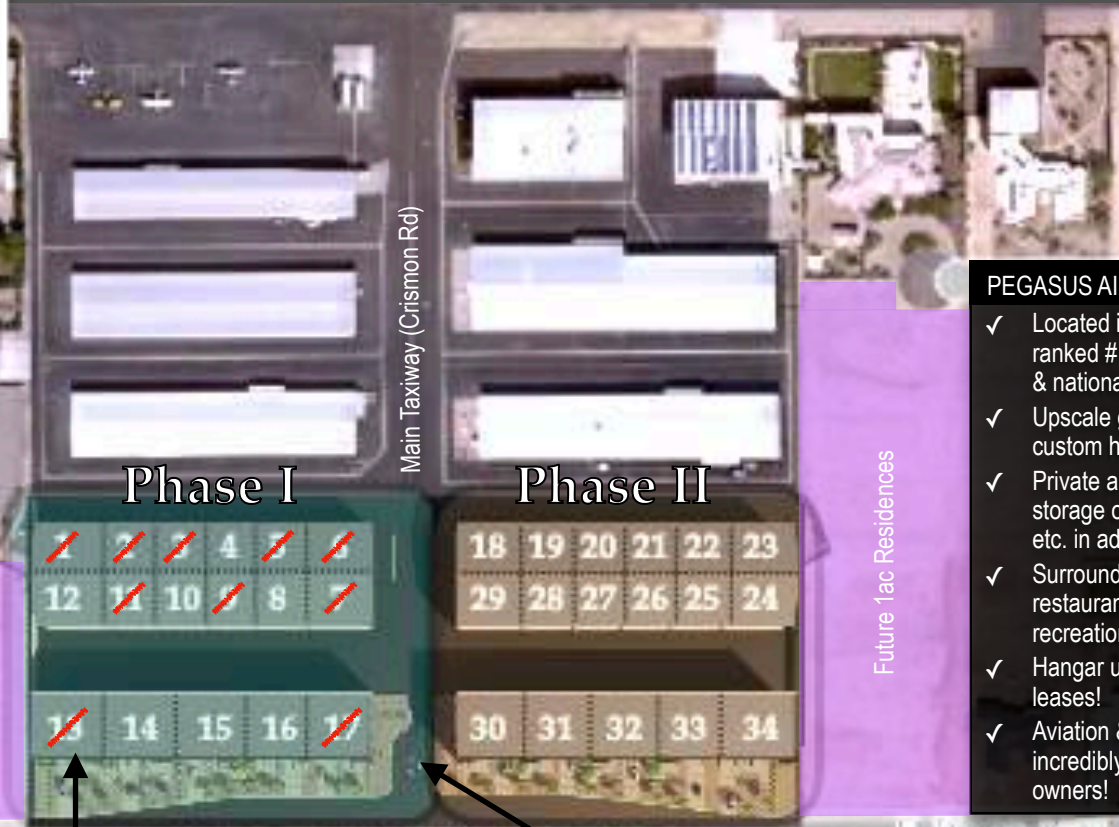 Main Taxiway (Crismon Rd)
Phase I
Phase II
1 2 3 4 5 6
12 11 10 9 8 7
13 14 15 16 17
18 19 20 21 22 23
29 28 27 26 25 24
30 31 32 33 34
Future 1ac Residences
PEGASUS AI
✓ Located i
ranked #
& nationa
✓ Upscale
custom h
✓ Private a
storage
etc. in ad
✓ Surround
restauran
recreation
✓ Hangar u
leases!
✓ Aviation &
incredibly
owners!